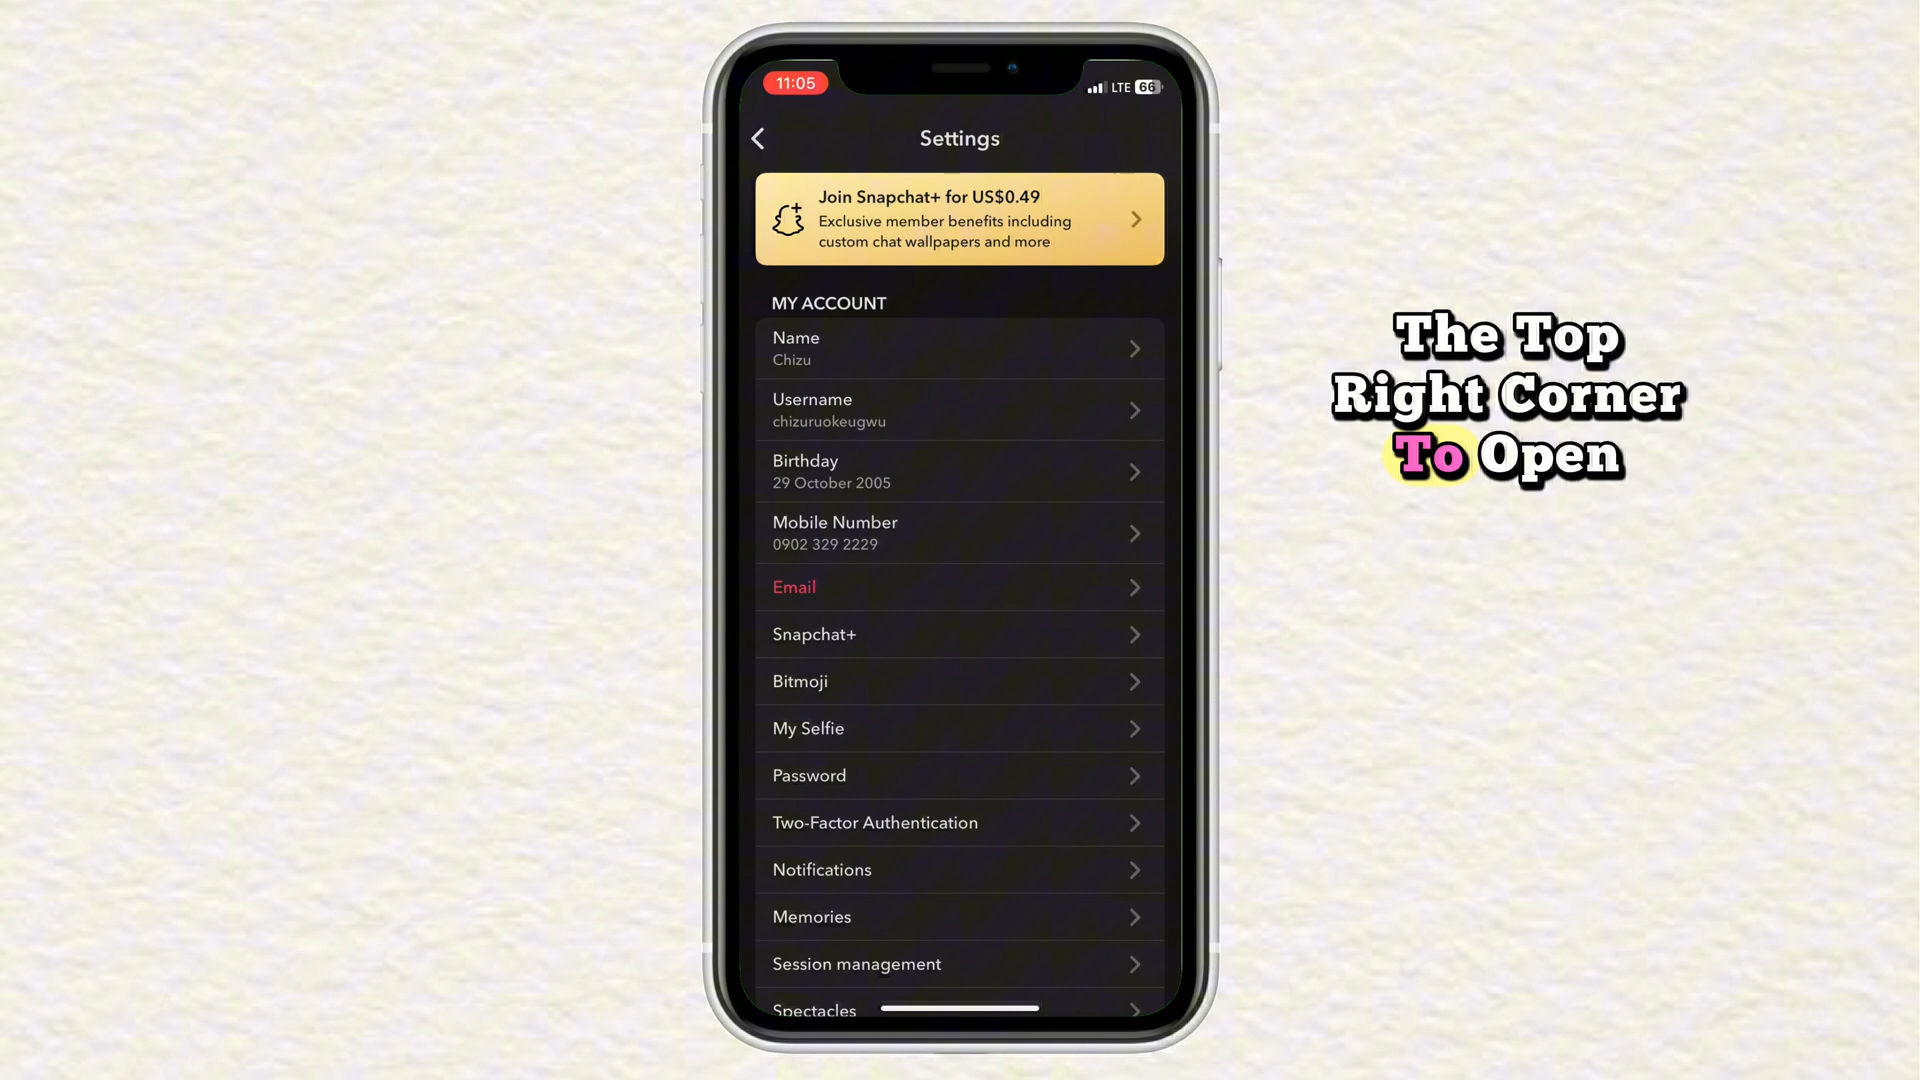 11:05
LTE 66
Settings
Join Snapchat+ for US$0.49
Exclusive member benefits including
custom chat wallpapers and more
MY ACCOUNT
Name
Chizu
Username
chizuruokeugwu
Birthday
29 October 2005
Mobile Number
0902 329 2229
Email
Snapchat+
Bitmoji
My Selfie
Password
Two-Factor Authentication
Notifications
Memories
Session management
Spectacles
The Top
Right Corner
To Open